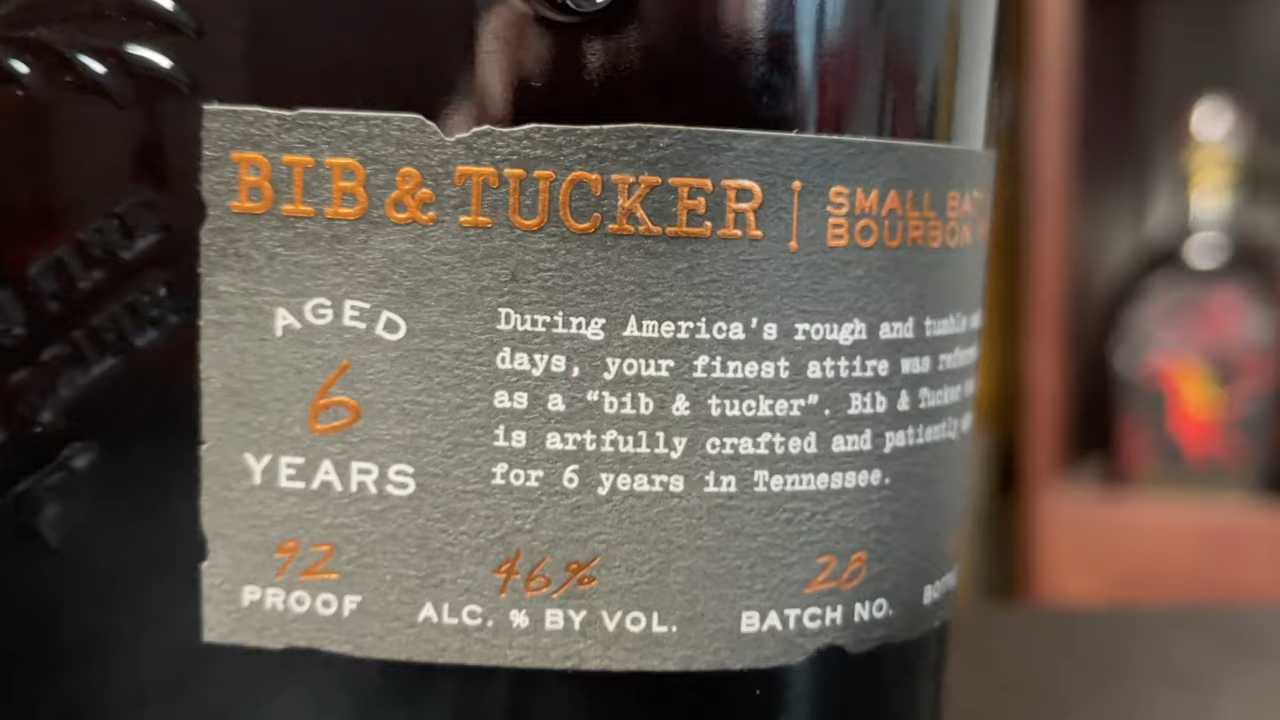 BIB & TUCKER
SMALL
BOURBON
AGED
6
YEARS
During America's rough and tumble
days, your finest attire was
as a “bib & tucker”. Bib & Tucker
is artfully crafted and patiently
for 6 years in Tennessee.
92
PROOF
46%
ALC. % BY VOL.
28
BATCH NO.